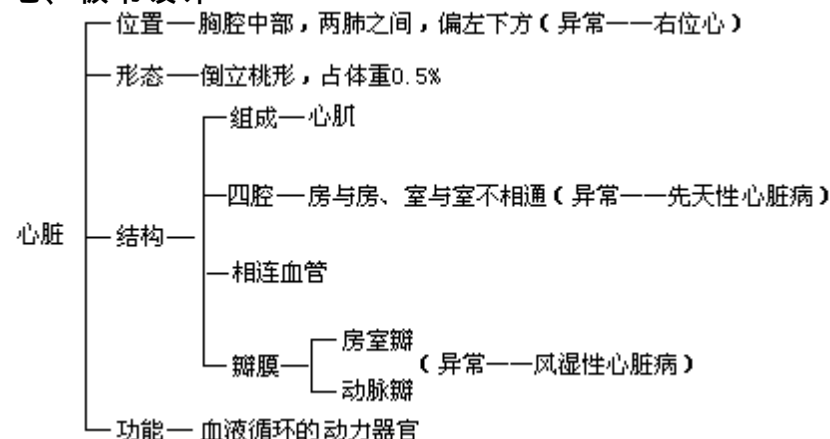 位置—胸腔中部，两肺之间，偏左下方（异常——右位心）
形态—倒立桃形，占体重0.5%
组成—心肌
四腔—房与房、室与室不相通（异常——先天性心脏病）
心脏
结构
相连血管
瓣膜
房室瓣
动脉瓣
（异常——风湿性心脏病）
功能—血液循环的动力器官